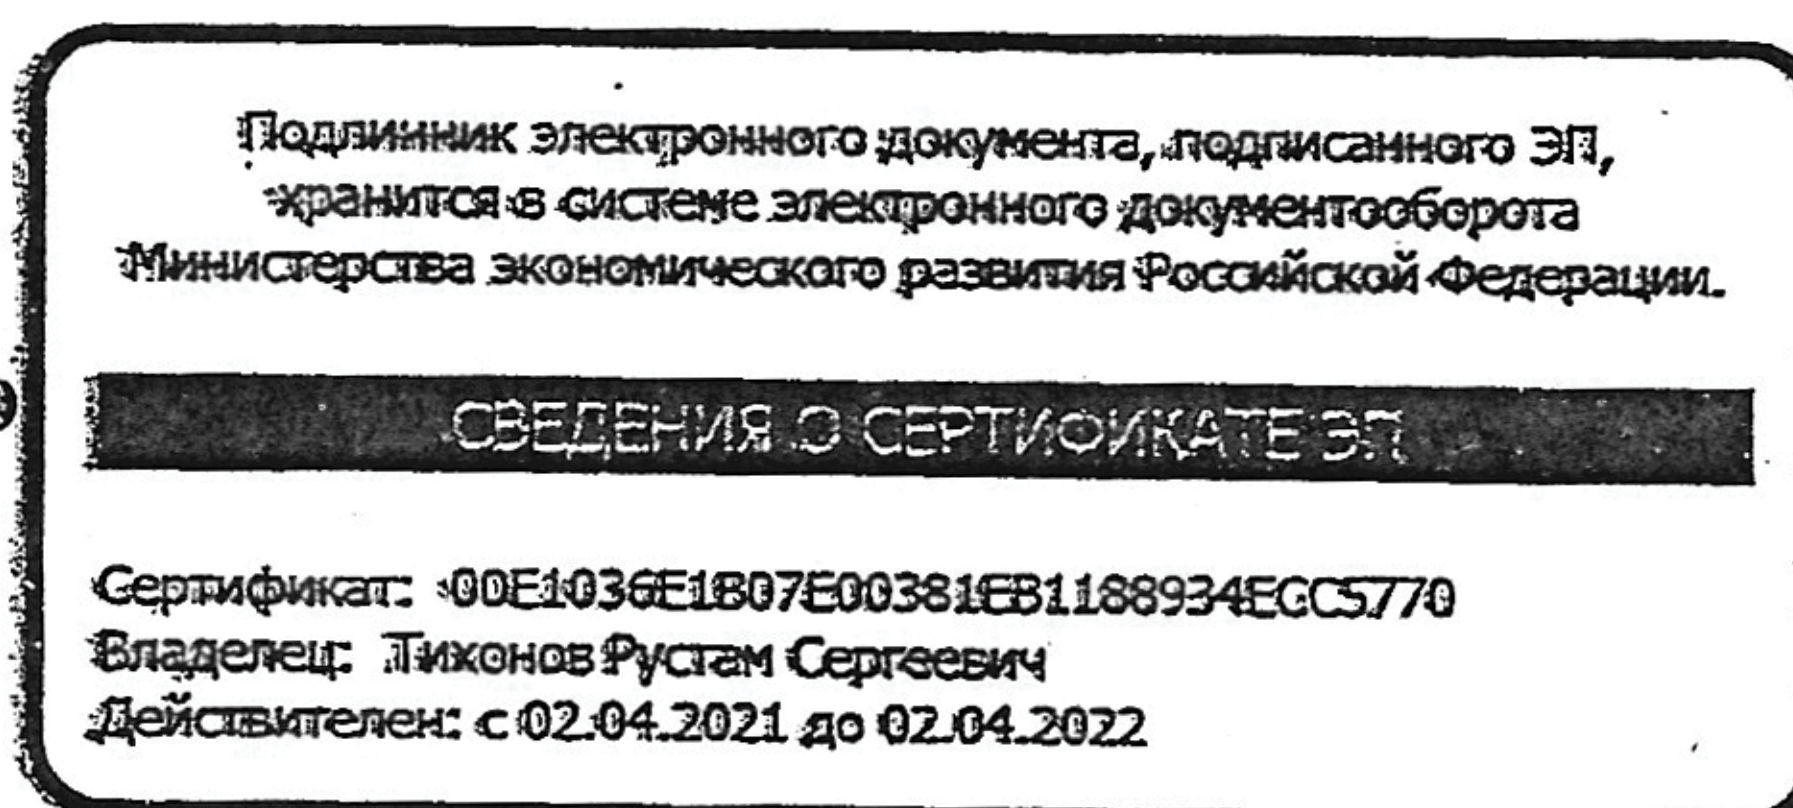 Подлинник электронного документа, подписанного ЭП,
хранится в системе электронного документооборота
Министерства экономического развития Российской Федерации.
СВЕДЕНИЯ О СЕРТИФИКАТЕ ЭП
Сертификат: 00E1036E1B07E00381EB1188934ECC5770
Владелец: Тихонов Рустам Сергеевич
Действителен: с 02.04.2021 до 02.04.2022